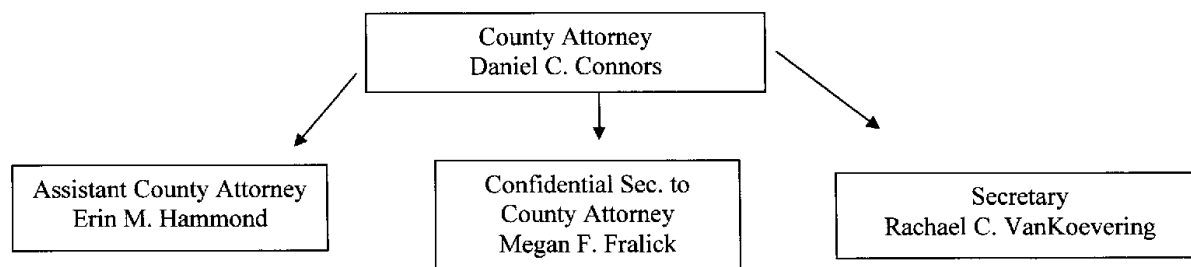 County Attorney
Daniel C. Connors
Assistant County Attorney
Erin M. Hammond
Confidential Sec. to
County Attorney
Megan F. Fralick
Secretary
Rachael C. VanKoevering